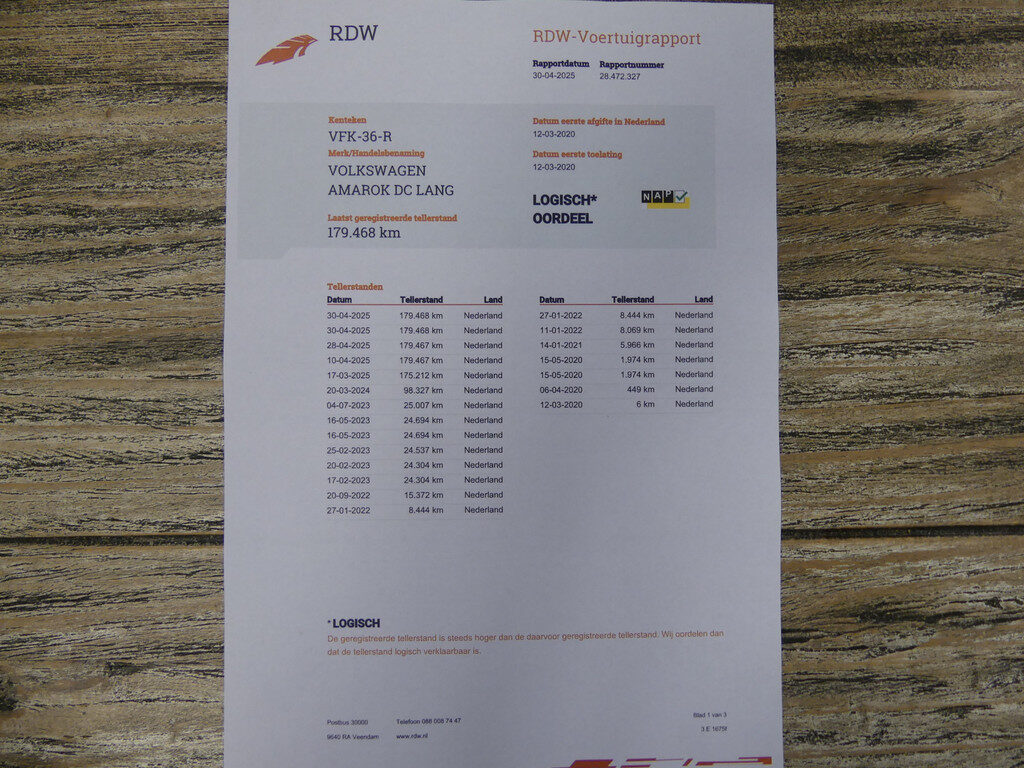 RDW
RDW-Voertuigrapport
Rapportdatum Rapportnummer
30-04-2025 28.472.327
Kenteken
VFK-36-R
Merk/Handelsbenaming
VOLKSWAGEN
AMAROK DC LANG
Laatst geregistreerde tellerstand
179.468 km
Datum eerste afgifte in Nederland
12-03-2020
Datum eerste toelating
12-03-2020
LOGISCH*
OORDEEL
NAP
Tellerstanden
Datum Tellerstand Land
30-04-2025 179.468 km Nederland
30-04-2025 179.468 km Nederland
28-04-2025 179.467 km Nederland
10-04-2025 179.467 km Nederland
17-03-2025 175.212 km Nederland
20-03-2024 98.327 km Nederland
04-07-2023 25.007 km Nederland
16-05-2023 24.694 km Nederland
16-05-2023 24.694 km Nederland
25-02-2023 24.537 km Nederland
20-02-2023 24.304 km Nederland
17-02-2023 24.304 km Nederland
20-09-2022 15.372 km Nederland
27-01-2022 8.444 km Nederland
Datum Tellerstand Land
27-01-2022 8.444 km Nederland
11-01-2022 8.069 km Nederland
14-01-2021 5.966 km Nederland
15-05-2020 1.974 km Nederland
15-05-2020 1.974 km Nederland
06-04-2020 449 km Nederland
12-03-2020 6 km Nederland
* LOGISCH
De geregistreerde tellerstand is steeds hoger dan de daarvoor geregistreerde tellerstand. Wij oordelen dan
dat de tellerstand logisch verklaarbaar is.
Postbus 30000 Telefoon 088 008 74 47
9640 RA Veendam www.rdw.nl
Blad 1 van 3
3 E 1675f